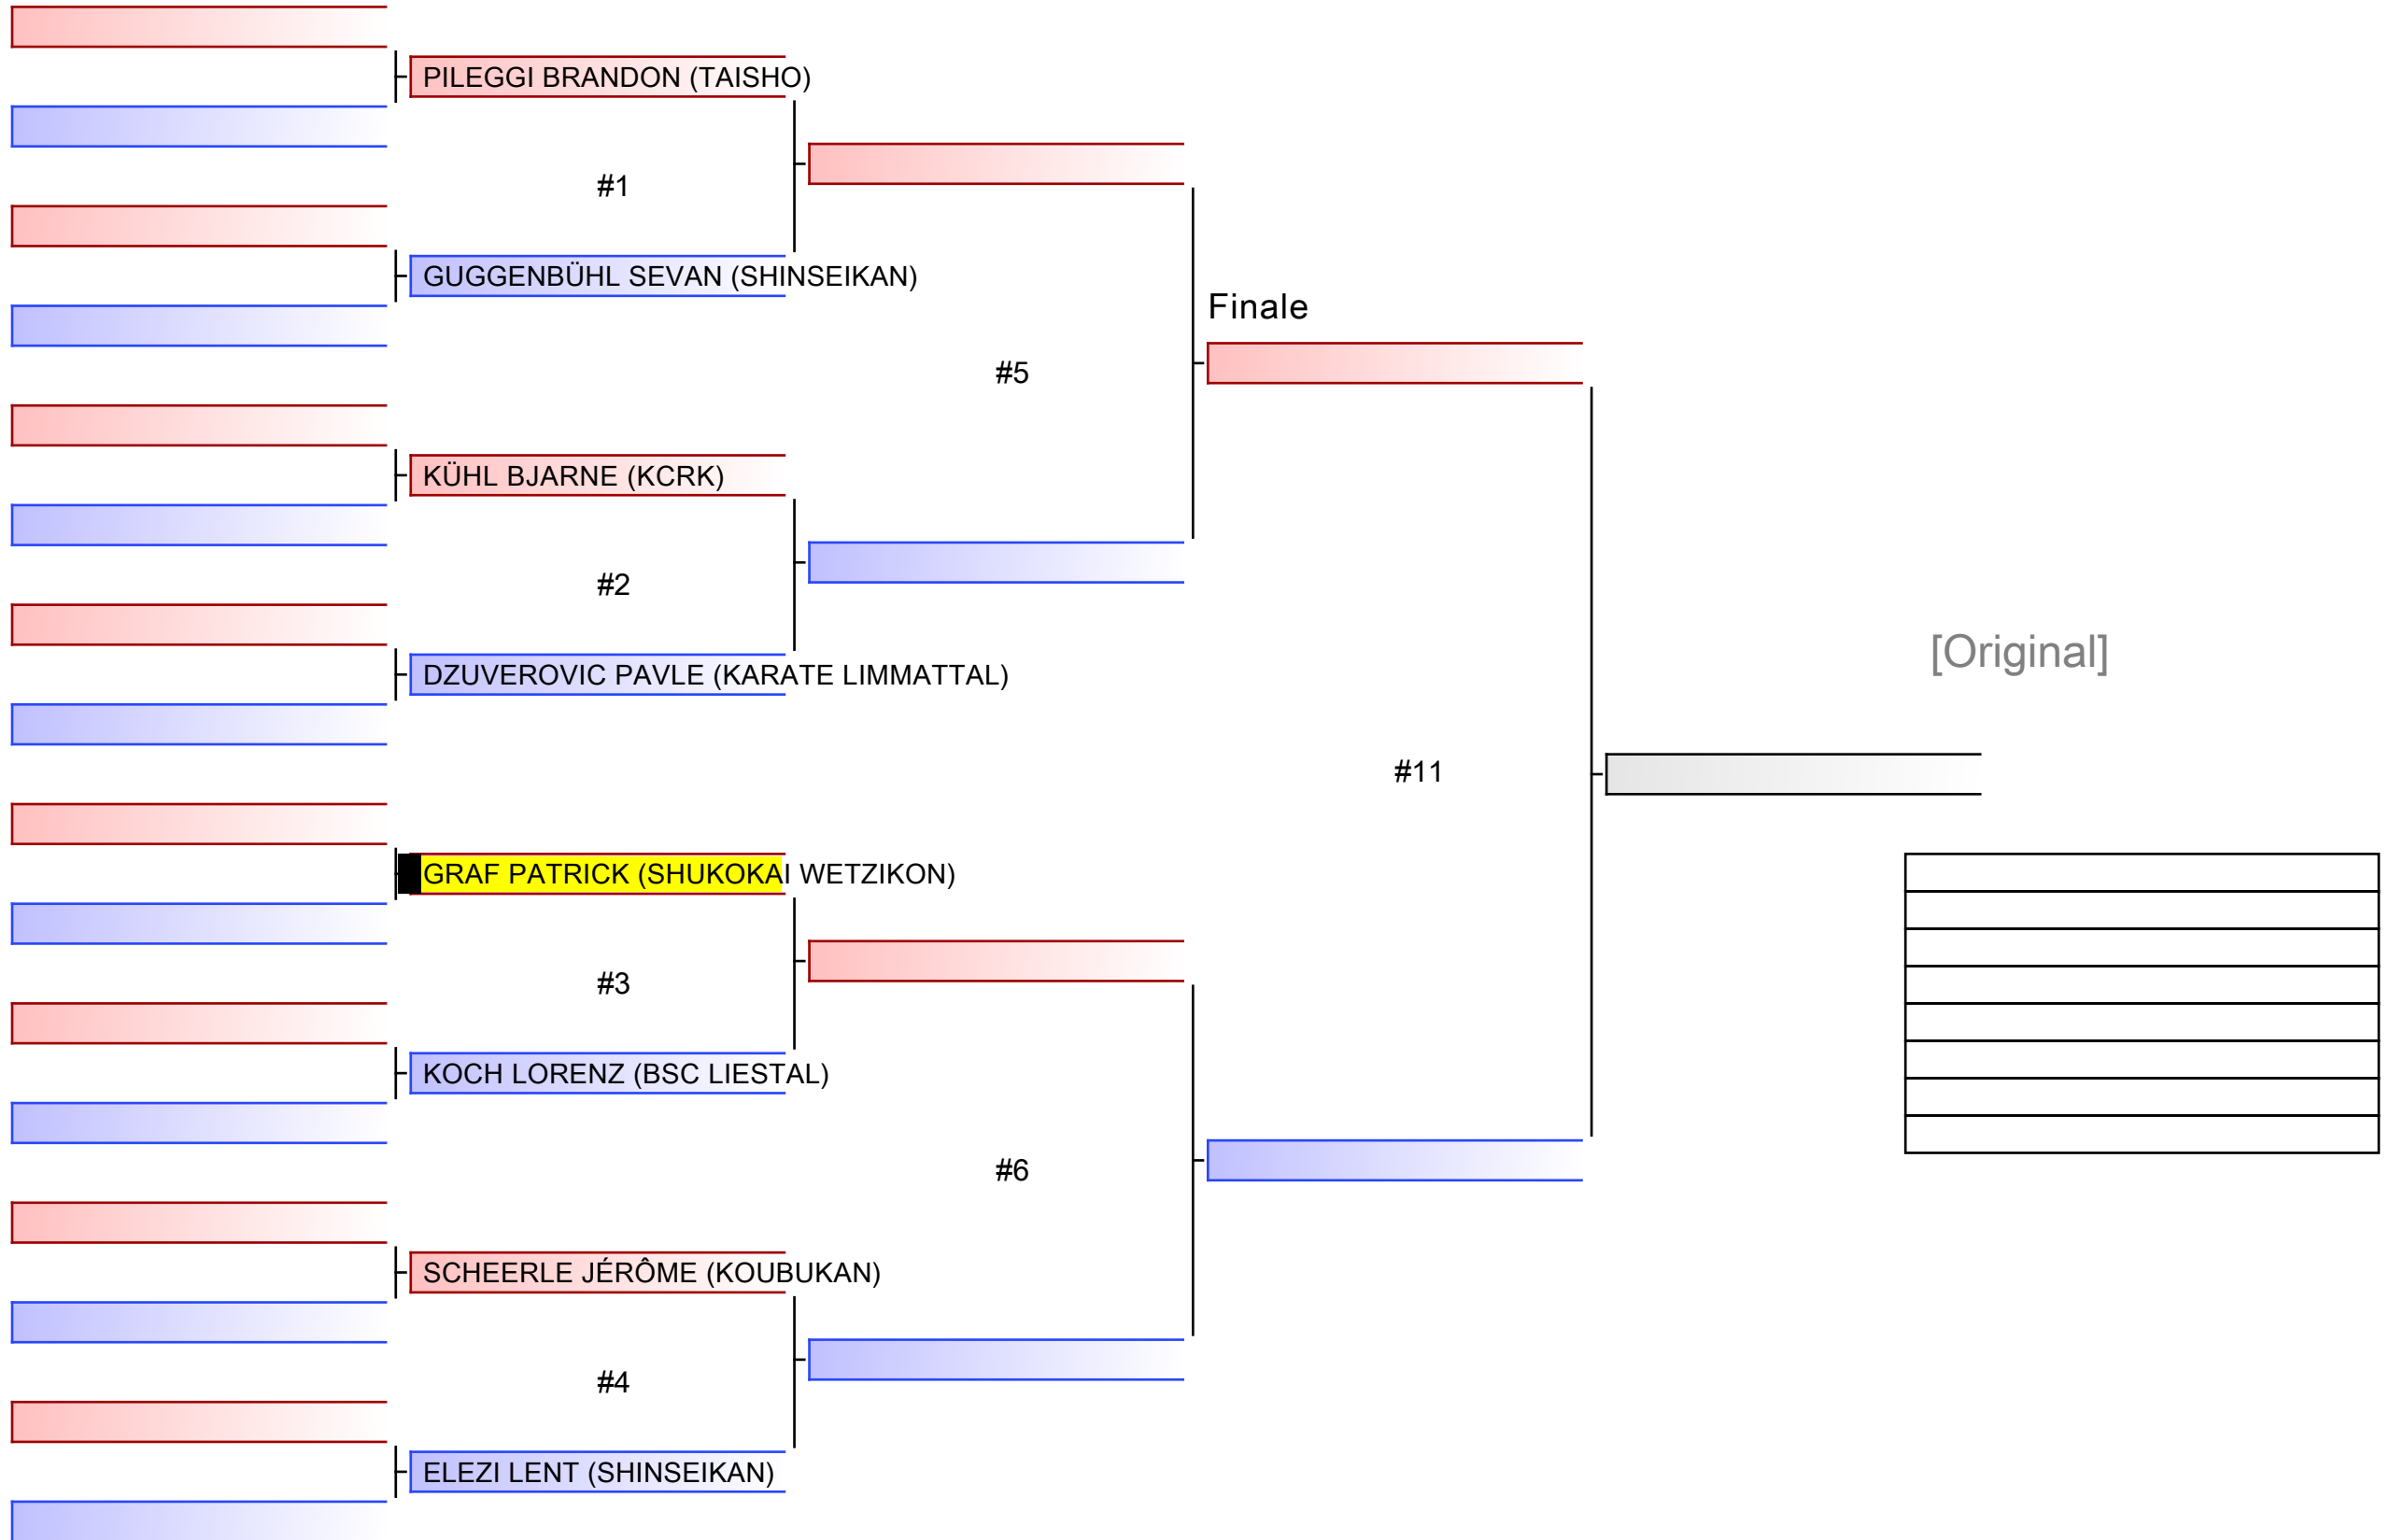 PILEGGI BRANDON (TAISHO)
#1
GUGGENBÜHL SEVAN (SHINSEIKAN)
Finale
#5
KÜHL BJARNE (KCRK)
#2
DZUVEROVIC PAVLE (KARATE LIMMATTAL)
[Original]
#11
GRAF PATRICK (SHUKOKAI WETZIKON)
#3
KOCH LORENZ (BSC LIESTAL)
#6
SCHEERLE JÉRÔME (KOUBUKAN)
#4
ELEZI LENT (SHINSEIKAN)